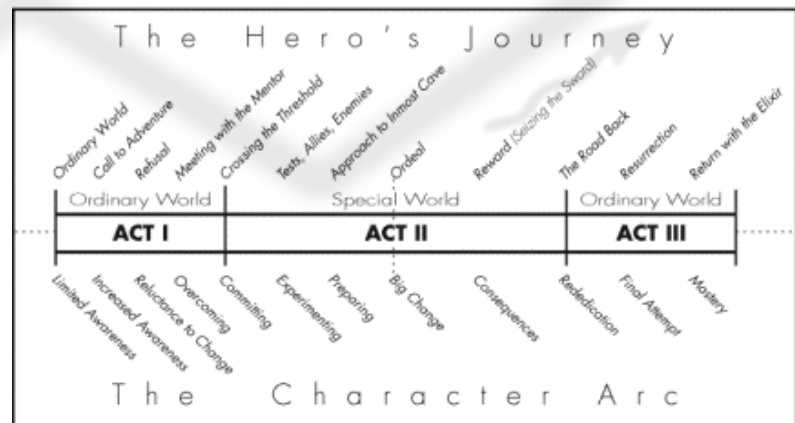 The Hero's Journey
Ordinary World
Call to Adventure
Refusal
Meeting with the Mentor
Crossing the Threshold
Tests, Allies, Enemies
Approach to Inmost Cave
Ordeal
Reward (Seizing the Sword)
The Road Back
Resurrection
Return with the Elixir
Ordinary World Special World Ordinary World
ACT I ACT II ACT III
Limited Awareness
Increased Awareness
Reluctance to Change
Overcoming
Committing
Experimenting
Preparing
Big Change
Consequences
Rededication
Final Attempt
Mastery
The Character Arc